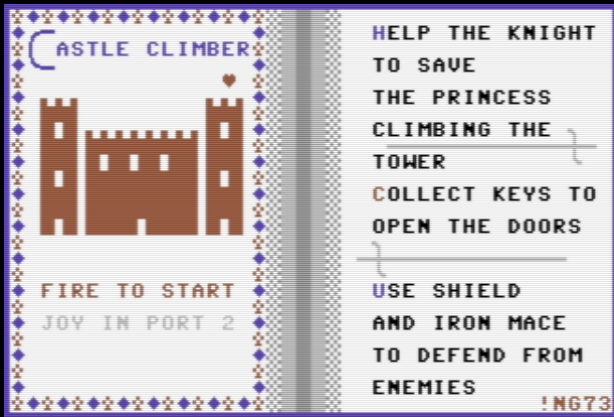 CASTLE CLIMBER
FIRE TO START
JOY IN PORT 2
HELP THE KNIGHT
TO SAVE
THE PRINCESS
CLIMBING THE
TOWER
COLLECT KEYS TO
OPEN THE DOORS
USE SHIELD
AND IRON MACE
TO DEFEND FROM
ENEMIES
!NG73